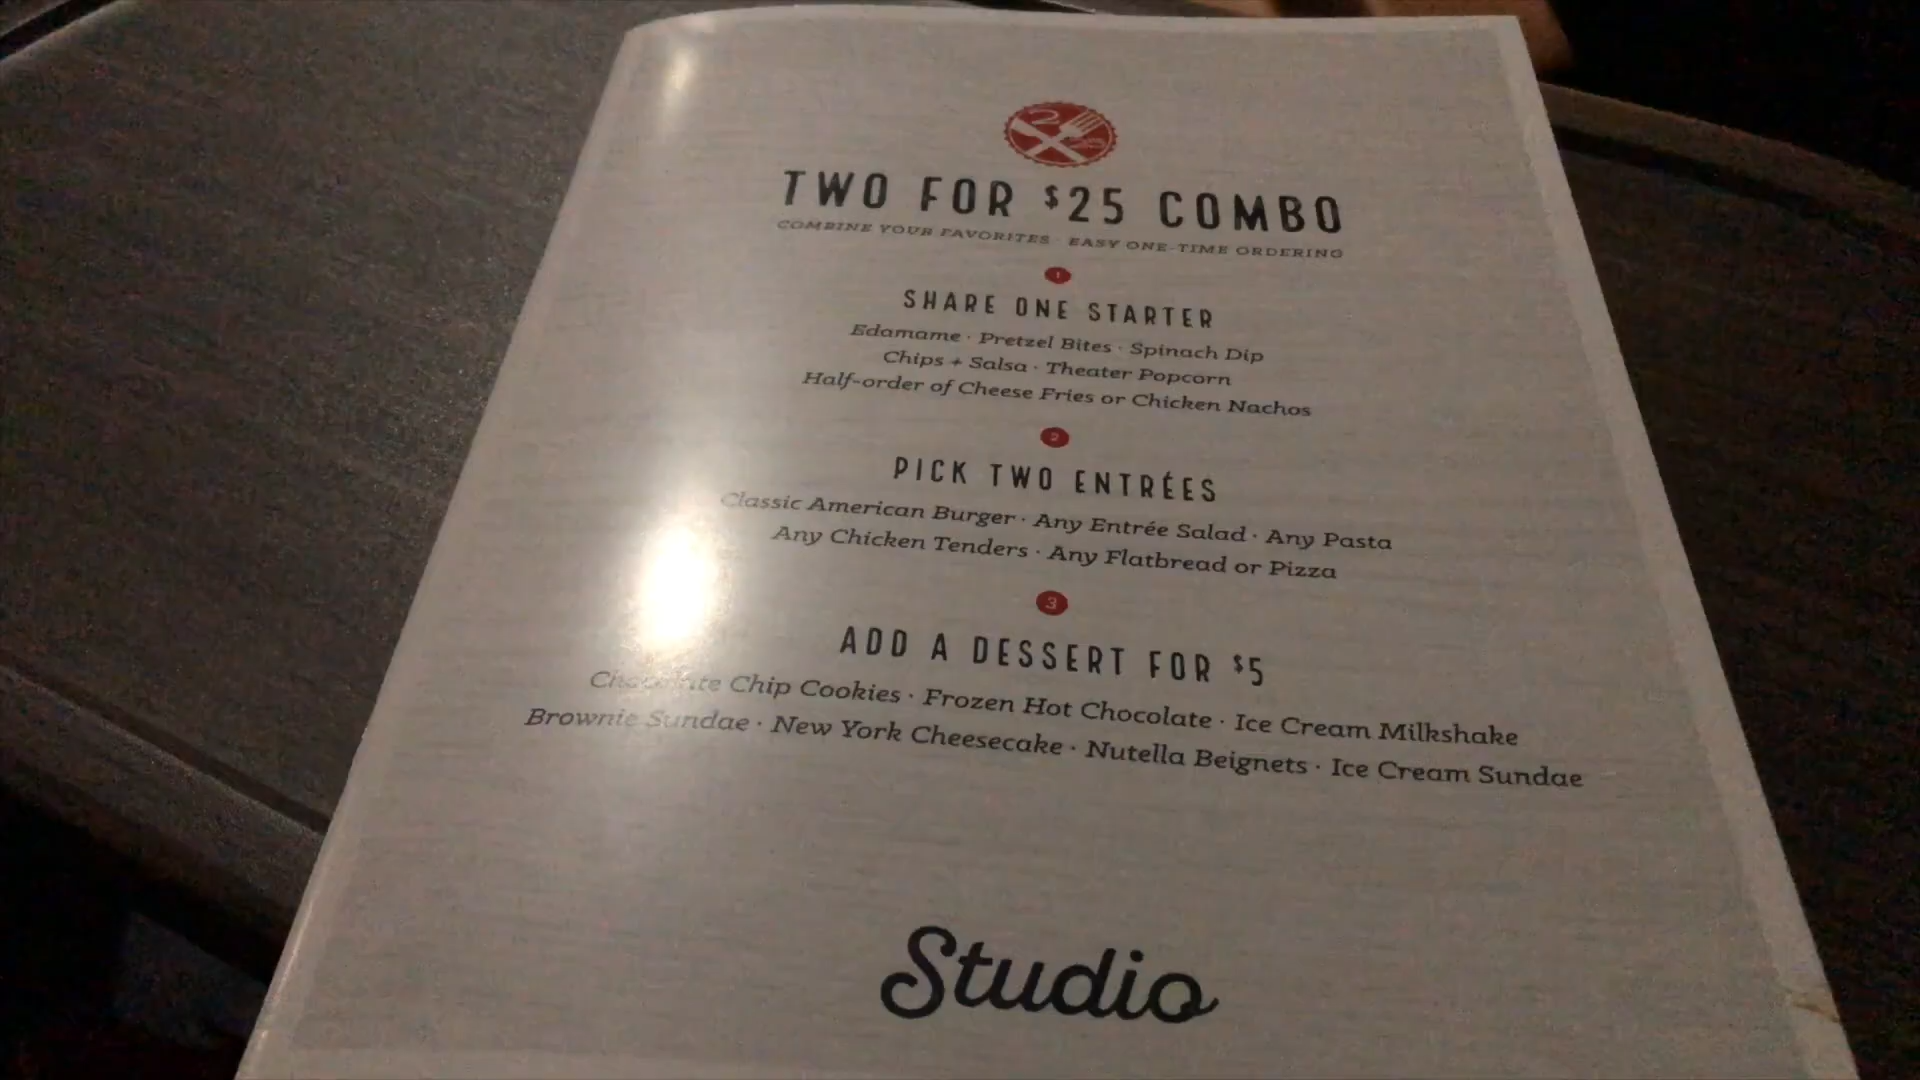 2
TWO FOR $25 COMBO
COMBINE YOUR FAVORITES · EASY ONE-TIME ORDERING
1
SHARE ONE STARTER
Edamame · Pretzel Bites · Spinach Dip
Chips + Salsa · Theater Popcorn
Half-order of Cheese Fries or Chicken Nachos
2
PICK TWO ENTRÉES
Classic American Burger · Any Entrée Salad · Any Pasta
Any Chicken Tenders · Any Flatbread or Pizza
3
ADD A DESSERT FOR $5
Chocolate Chip Cookies · Frozen Hot Chocolate · Ice Cream Milkshake
Brownie Sundae · New York Cheesecake · Nutella Beignets · Ice Cream Sundae
Studio